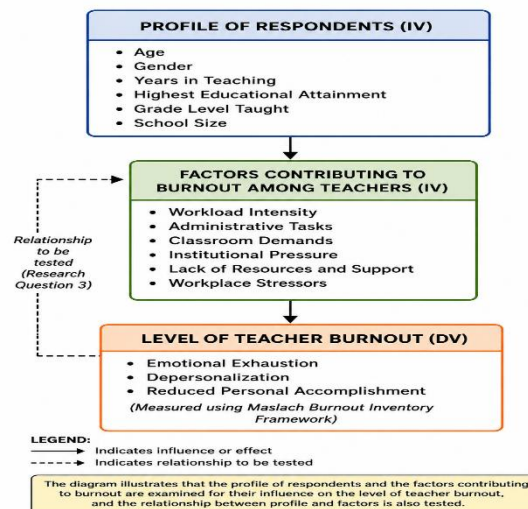 PROFILE OF RESPONDENTS (IV)
• Age
• Gender
• Years in Teaching
• Highest Educational Attainment
• Grade Level Taught
• School Size
FACTORS CONTRIBUTING TO
BURNOUT AMONG TEACHERS (IV)
• Workload Intensity
• Administrative Tasks
• Classroom Demands
• Institutional Pressure
• Lack of Resources and Support
• Workplace Stressors
Relationship
to be
tested
(Research
Question 3)
LEVEL OF TEACHER BURNOUT (DV)
• Emotional Exhaustion
• Depersonalization
• Reduced Personal Accomplishment
(Measured using Maslach Burnout Inventory
Framework)
LEGEND:
Indicates influence or effect
Indicates relationship to be tested
The diagram illustrates that the profile of respondents and the factors contributing
to burnout are examined for their influence on the level of teacher burnout,
and the relationship between profile and factors is also tested.